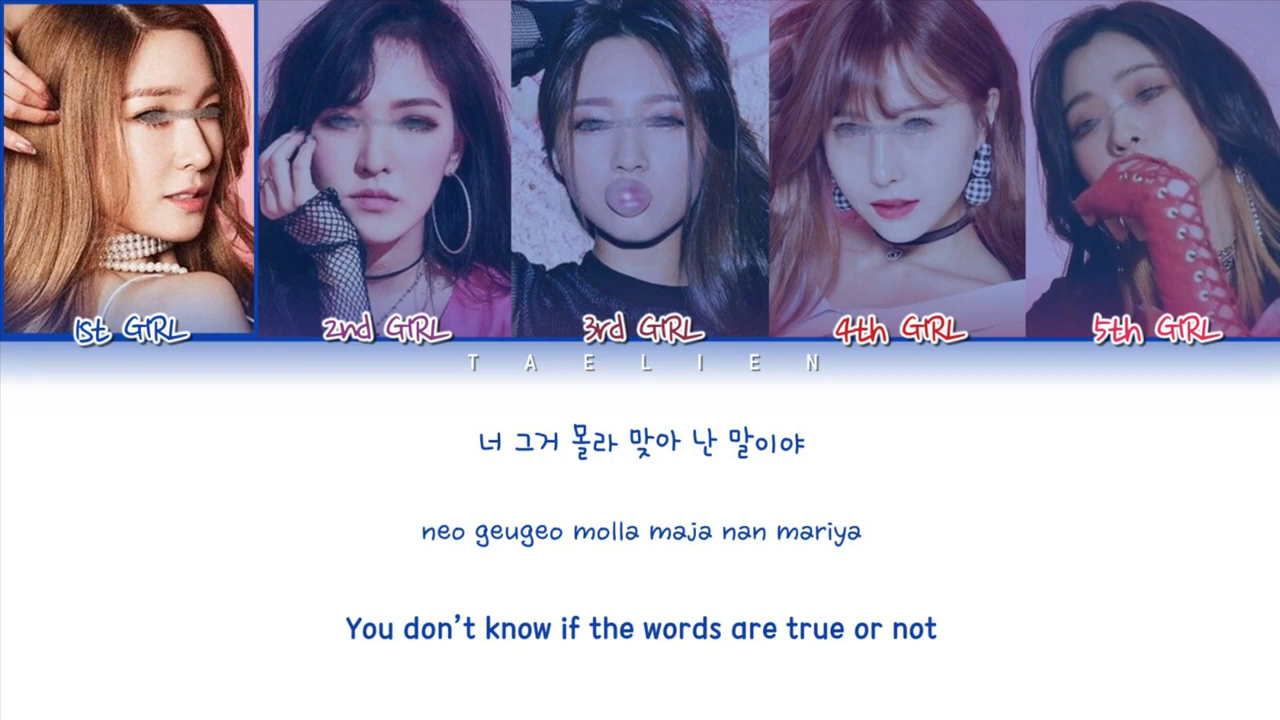 1st GIRL
2nd GIRL
3rd GIRL
4th GIRL
5th GIRL
TAELIEN
너 그거 몰라 맞아 난 말이야
neo geugeo molla maja nan mariya
You don't know if the words are true or not